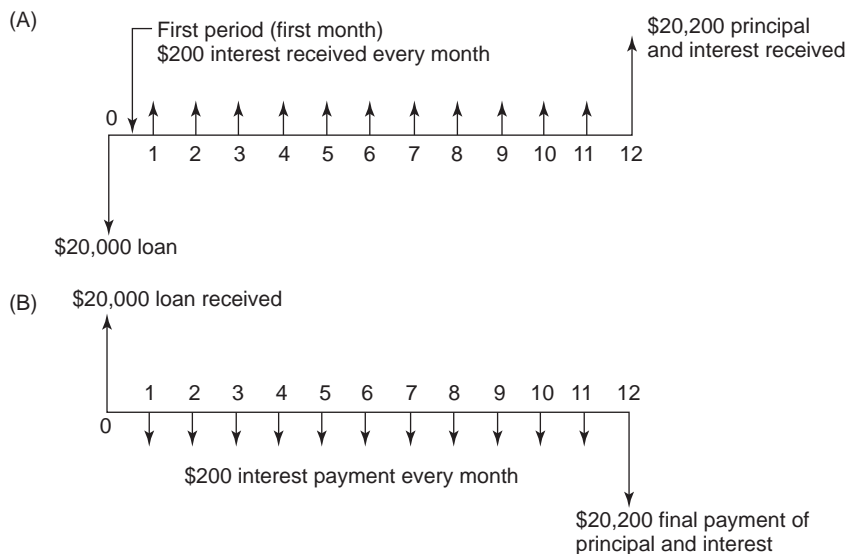 (A)
First period (first month)
$200 interest received every month
$20,200 principal
and interest received
0
1 2 3 4 5 6 7 8 9 10 11 12
$20,000 loan
(B)
$20,000 loan received
1 2 3 4 5 6 7 8 9 10 11 12
0
$200 interest payment every month
$20,200 final payment of
principal and interest